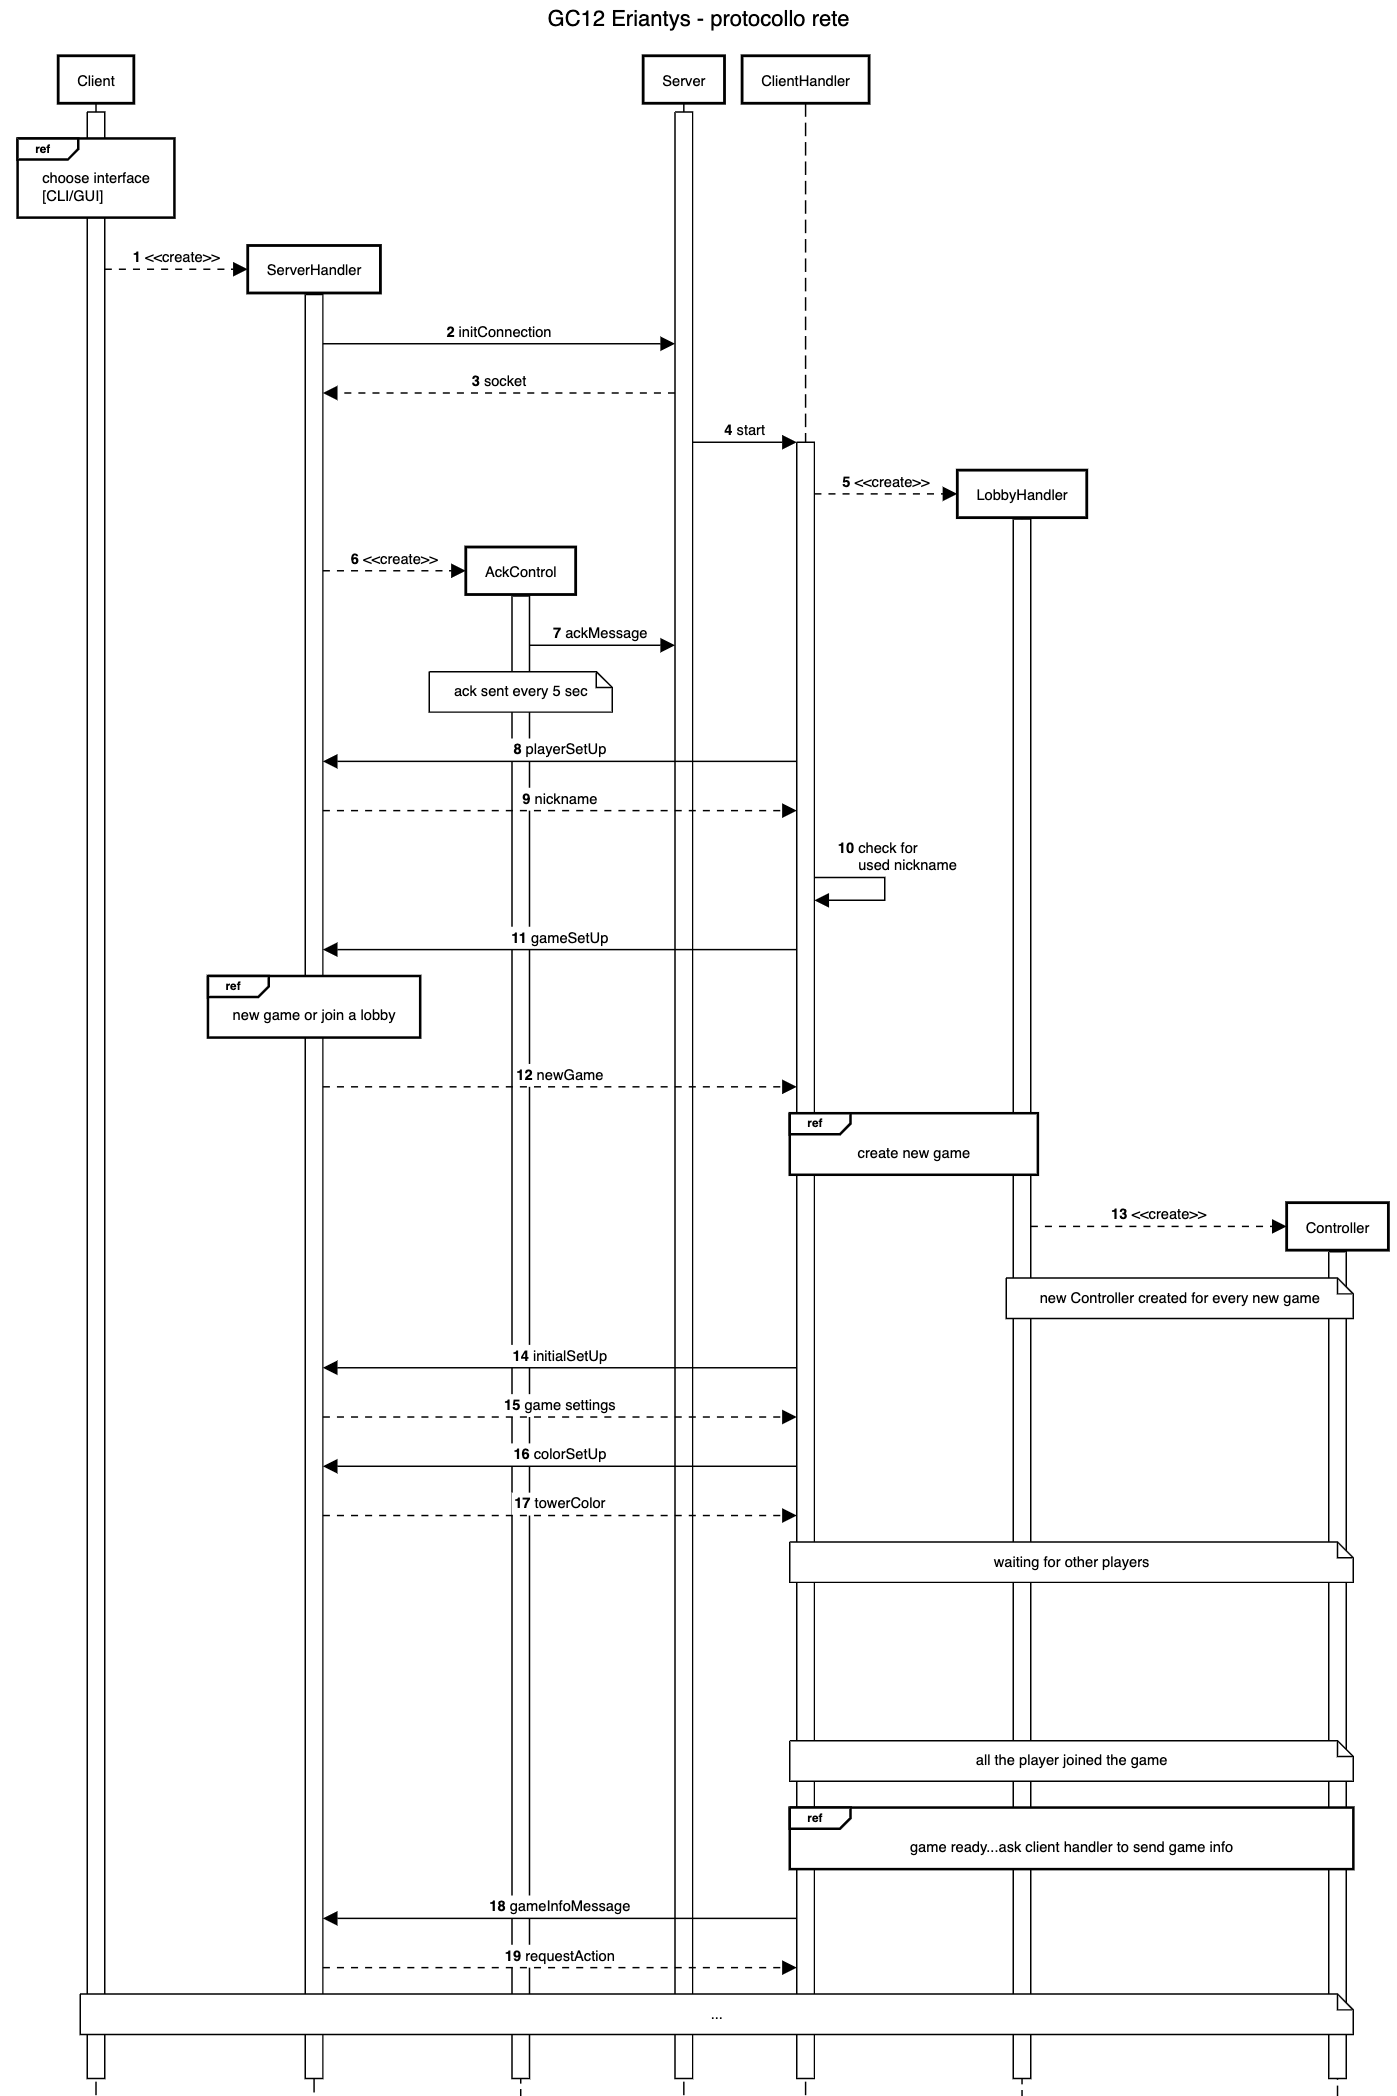 GC12 Eriantys - protocollo rete
Client
Server
ClientHandler
ref
choose interface
[CLI/GUI]
1 <<create>>
ServerHandler
2 initConnection
3 socket
4 start
5 <<create>>
LobbyHandler
6 <<create>>
AckControl
7 ackMessage
ack sent every 5 sec
8 playerSetUp
9 nickname
10 check for
used nickname
11 gameSetUp
ref
new game or join a lobby
12 newGame
ref
create new game
13 <<create>>
Controller
new Controller created for every new game
14 initialSetUp
15 game settings
16 colorSetUp
17 towerColor
waiting for other players
all the player joined the game
ref
game ready...ask client handler to send game info
18 gameInfoMessage
19 requestAction
...